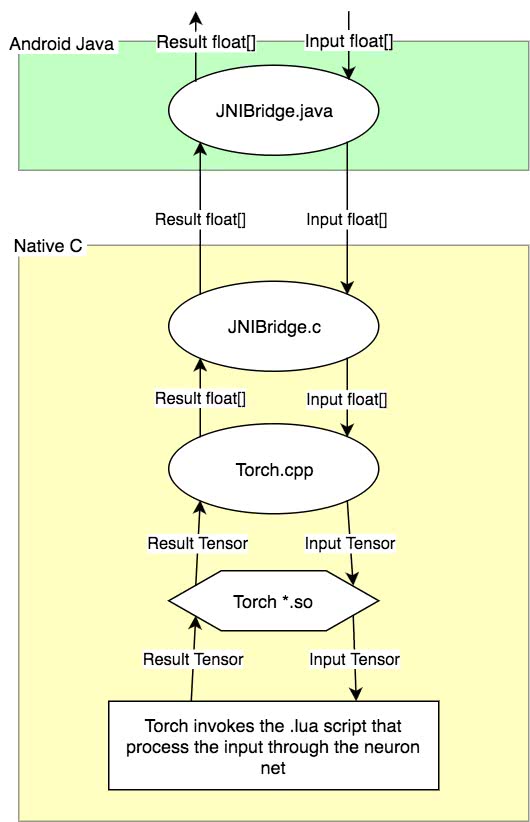 Android Java
Result float[]
Input float[]
JNIBridge.java
Result float[]
Input float[]
Native C
JNIBridge.c
Result float[]
Input float[]
Torch.cpp
Result Tensor
Input Tensor
Torch *.so
Result Tensor
Input Tensor
Torch invokes the .lua script that
process the input through the neuron
net